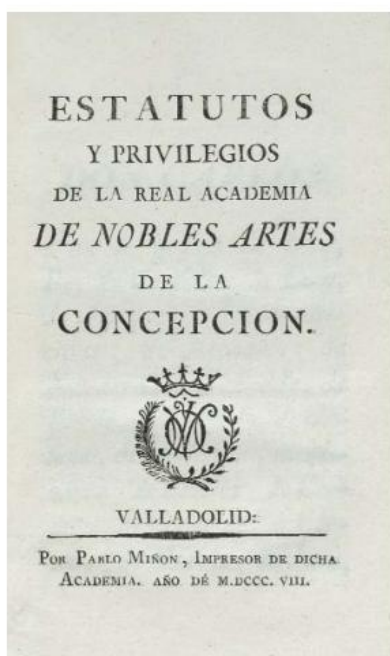 ESTATUTOS
Y PRIVILEGIOS
DE LA REAL ACADEMIA
DE NOBLES ARTES
DE LA
CONCEPCION.
VALLADOLID:
POR PABLO MIÑON, IMPRESOR DE DICHA
ACADEMIA. AÑO DÉ M.DCCC. VIII.